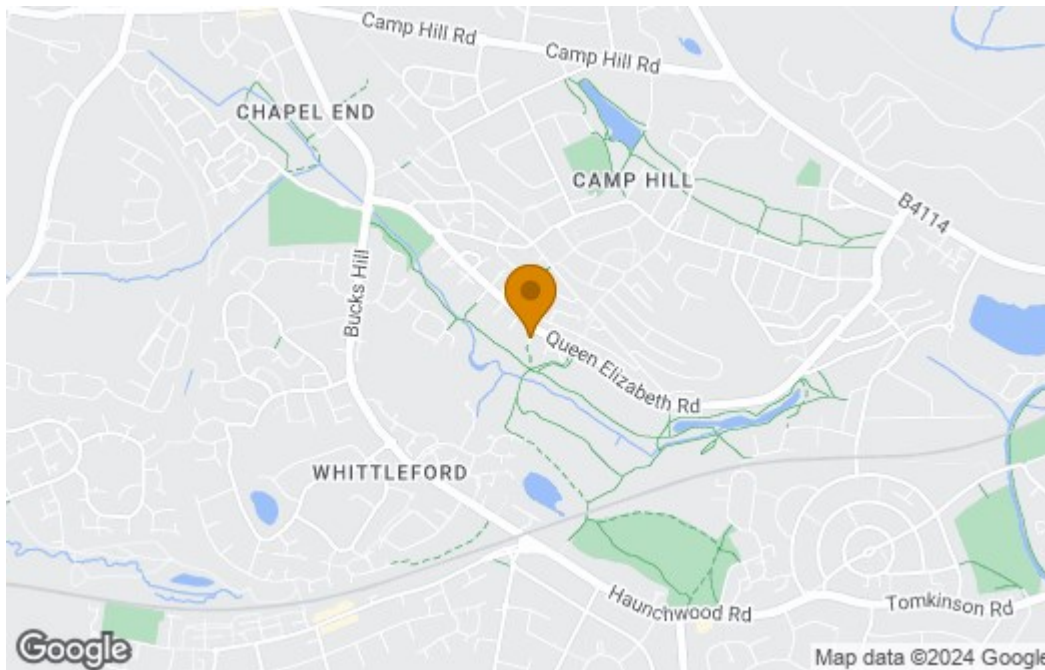 Camp Hill Rd
Camp Hill Rd
CHAPEL END
CAMP HILL
B4114
Bucks Hill
Queen Elizabeth Rd
WHITTLEFORD
Haunchwood Rd
Tomkinson Rd
Google
Map data ©2024 Google